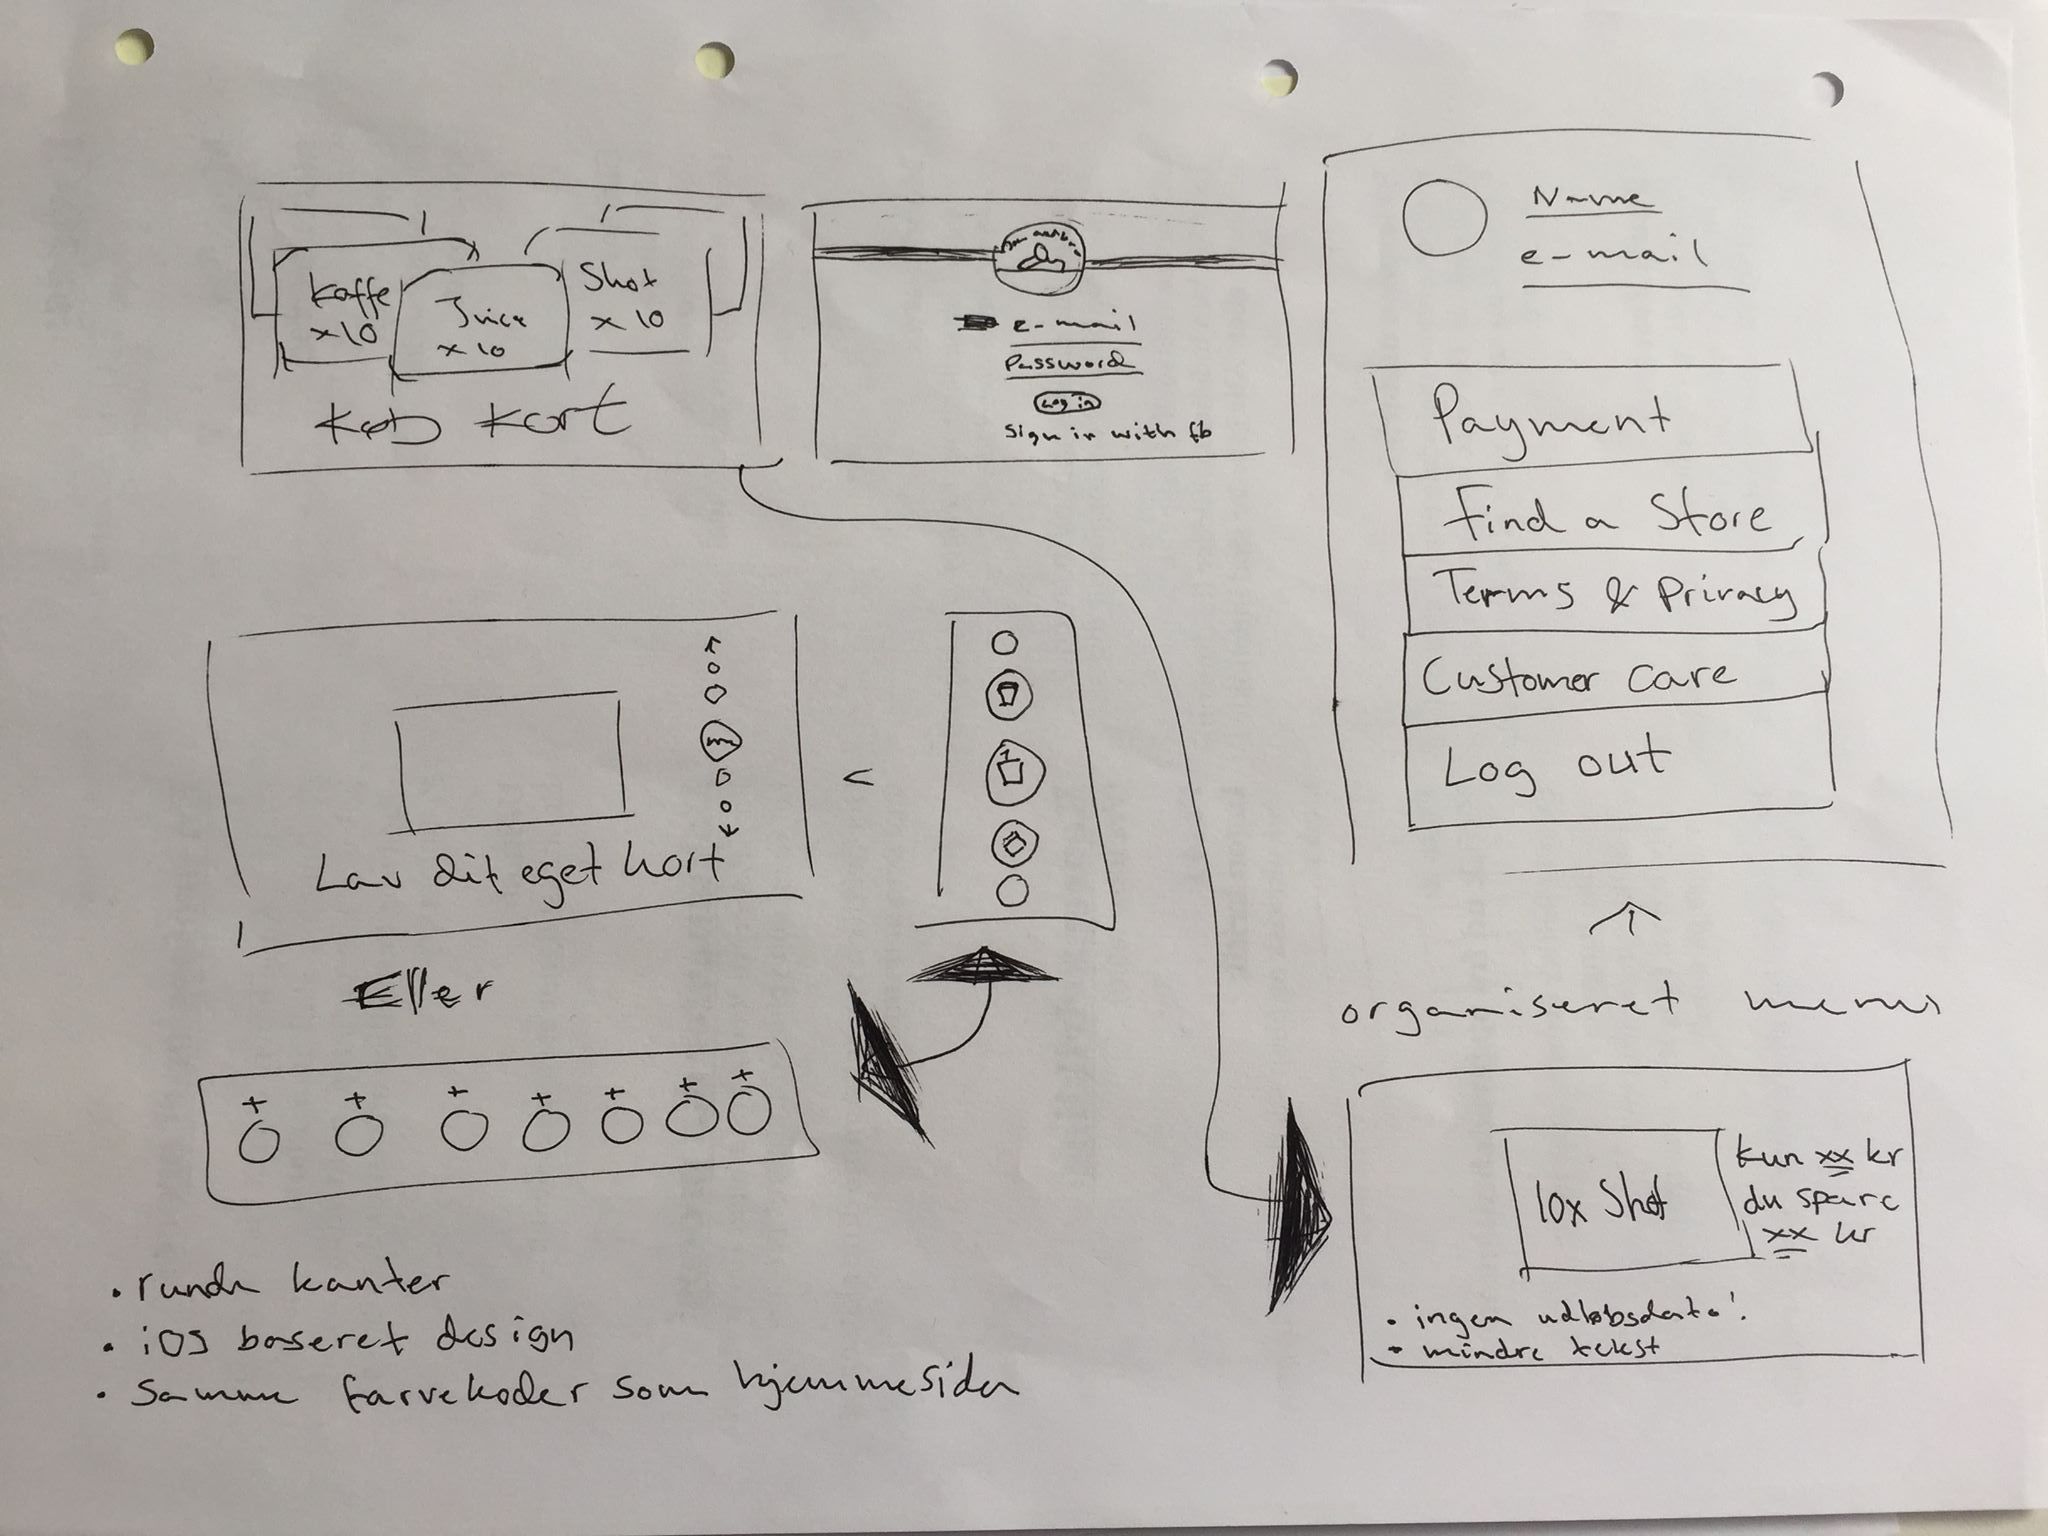 Kaffe
x10
Juice
x10
Shot
x 10
Køb kort
e-mail
Password
Log in
Sign in with fb
Name
e-mail
Payment
Find a Store
Terms & Privacy
Customer care
Log out
organiseret menu
Lav dit eget kort
<
Eller
+ + + + + + +
10x Shot
kun xx kr
du spare
xx kr
• ingen udløbsdato!
• mindre tekst
• runde kanter
• iOS baseret design
• Samme farvekoder som hjemmesiden